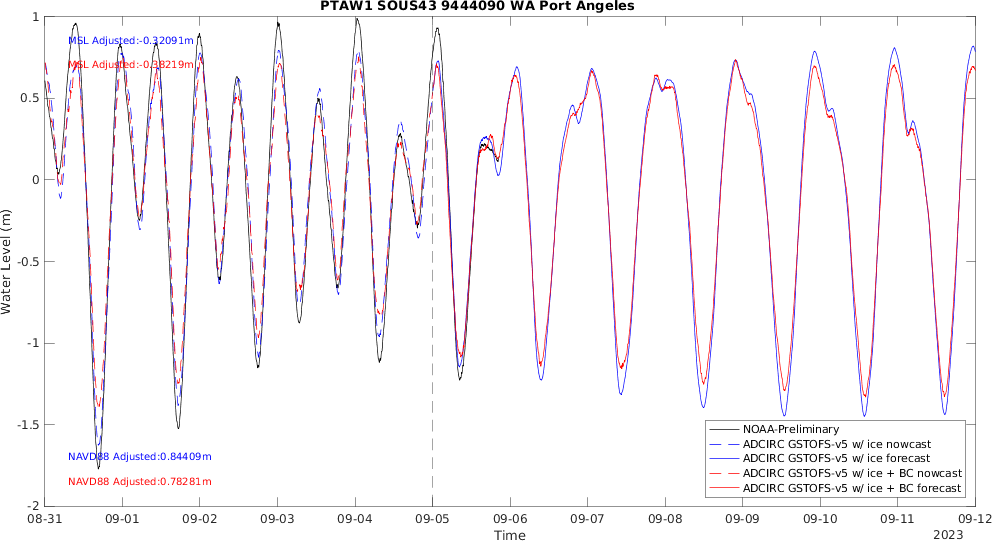 PTAW1 SOUS43 9444090 WA Port Angeles
1
MSL Adjusted:-0.32091m
MSL Adjusted:-0.38219m
0.5
0
-0.5
-1
-1.5
-2
Water Level (m)
NAVD88 Adjusted:0.84409m
NAVD88 Adjusted:0.78281m
NOAA-Preliminary
ADCIRC GSTOFS-v5 w/ ice nowcast
ADCIRC GSTOFS-v5 w/ ice forecast
ADCIRC GSTOFS-v5 w/ ice + BC nowcast
ADCIRC GSTOFS-v5 w/ ice + BC forecast
08-31 09-01 09-02 09-03 09-04 09-05 09-06 09-07 09-08 09-09 09-10 09-11 09-12
Time
2023